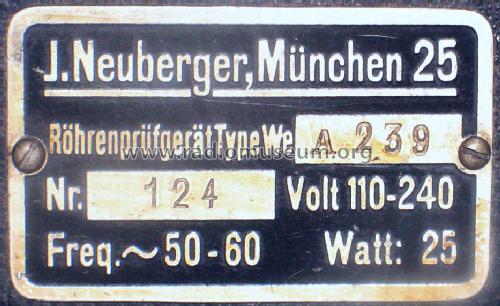 J. Neuberger, München 25
Röhrenprüfgerät Type We A 239
www.radiomuseum.org
Nr. 124 Volt 110-240
Freq. ~ 50 - 60 Watt: 25